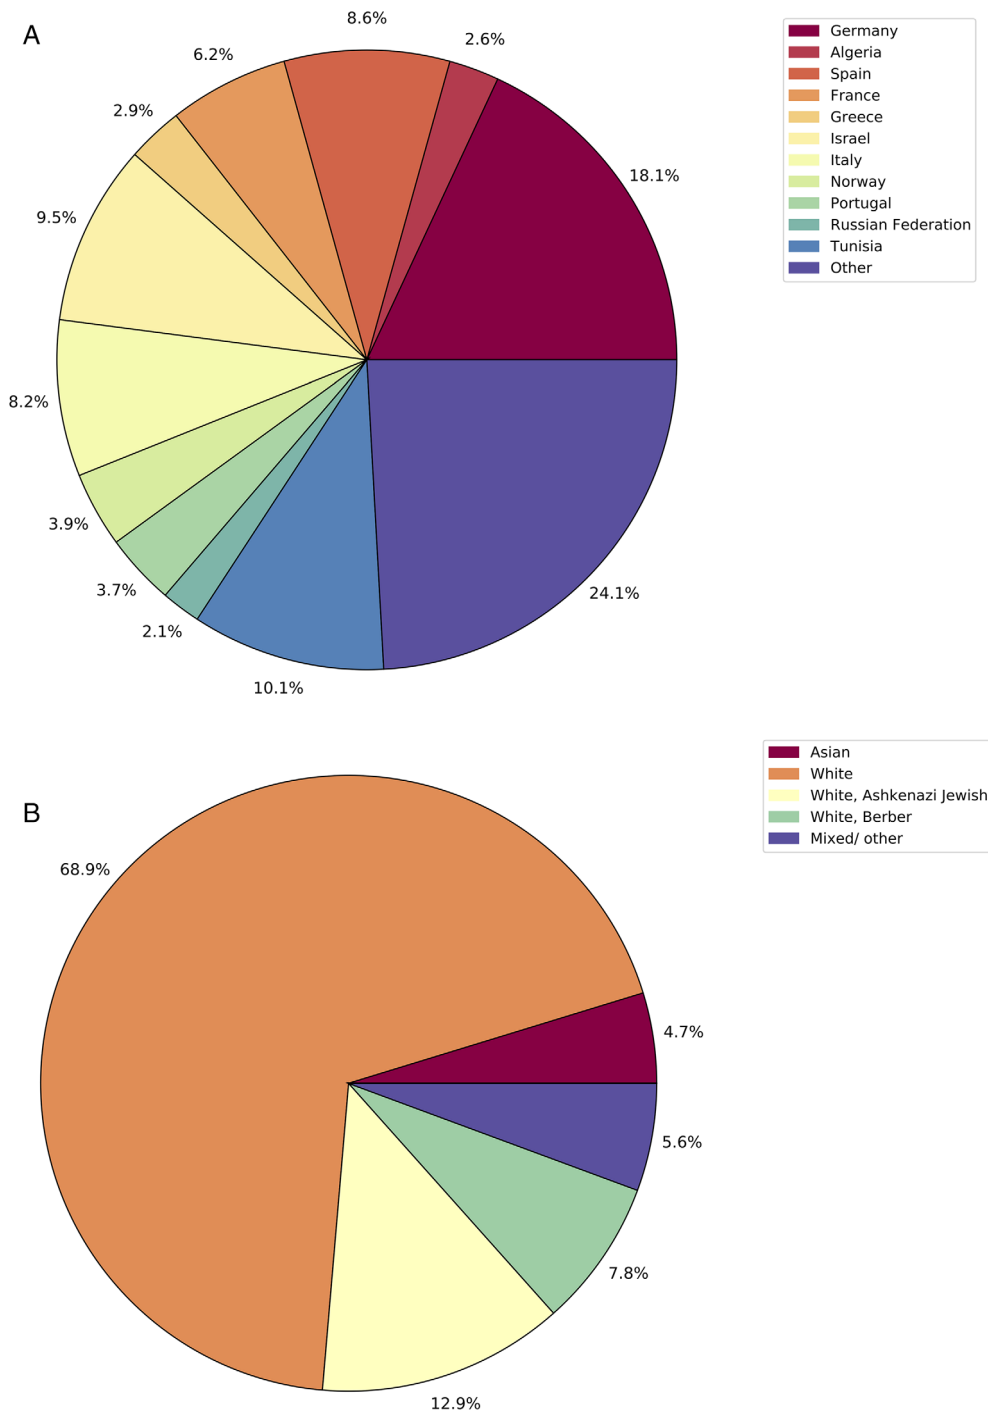 A
8.6%
2.6%
6.2%
2.9%
18.1%
9.5%
8.2%
3.9%
3.7%
24.1%
2.1%
10.1%
Germany
Algeria
Spain
France
Greece
Israel
Italy
Norway
Portugal
Russian Federation
Tunisia
Other
B
68.9%
4.7%
5.6%
7.8%
12.9%
Asian
White
White, Ashkenazi Jewish
White, Berber
Mixed/ other